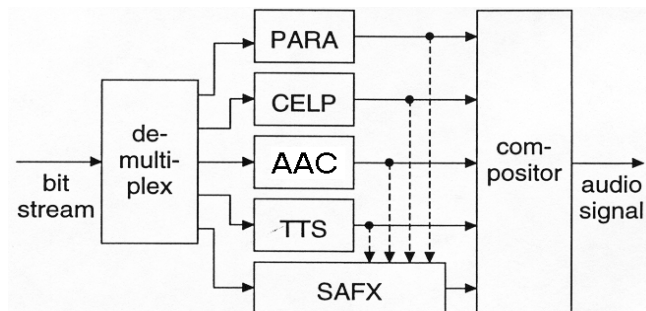 PARA
CELP
AAC
TTS
SAFX
de-
multi-
plex
bit
stream
com-
positor
audio
signal